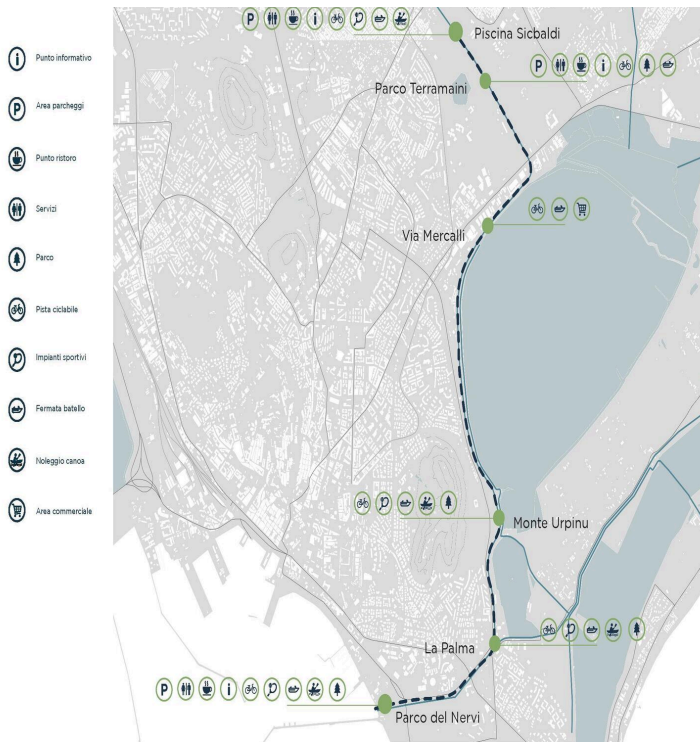 Piscina Sicbaldi
Punto informativo
Parco Terramaini
Area parcheggi
Punto ristoro
Servizi
Via Mercalli
Parco
Pista ciclabile
Impianti sportivi
Fermata batello
Noleggio canoa
Area commerciale
Monte Urpinu
La Palma
Parco del Nervi